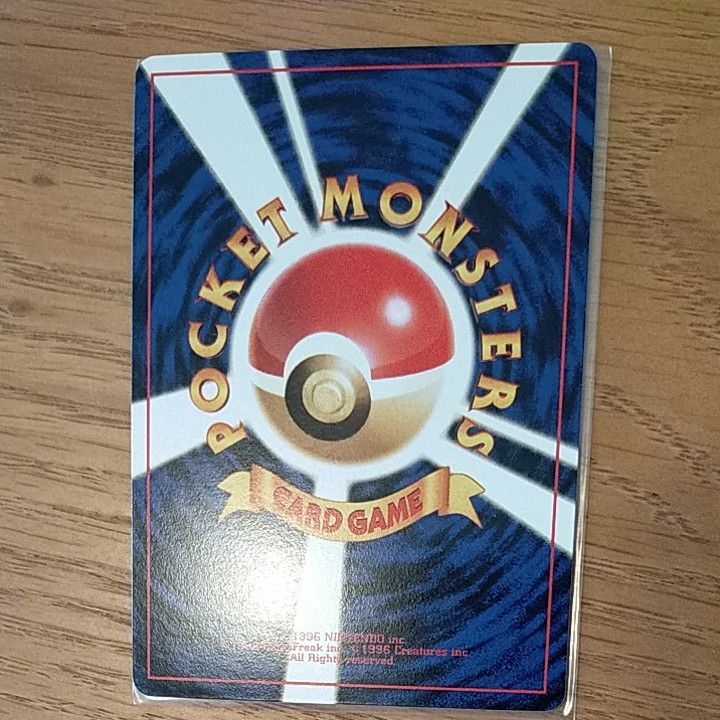 POCKET MONSTERS
CARD GAME
1996 NINTENDO inc.
Freak inc. © 1996 Creatures inc.
All Rights reserved